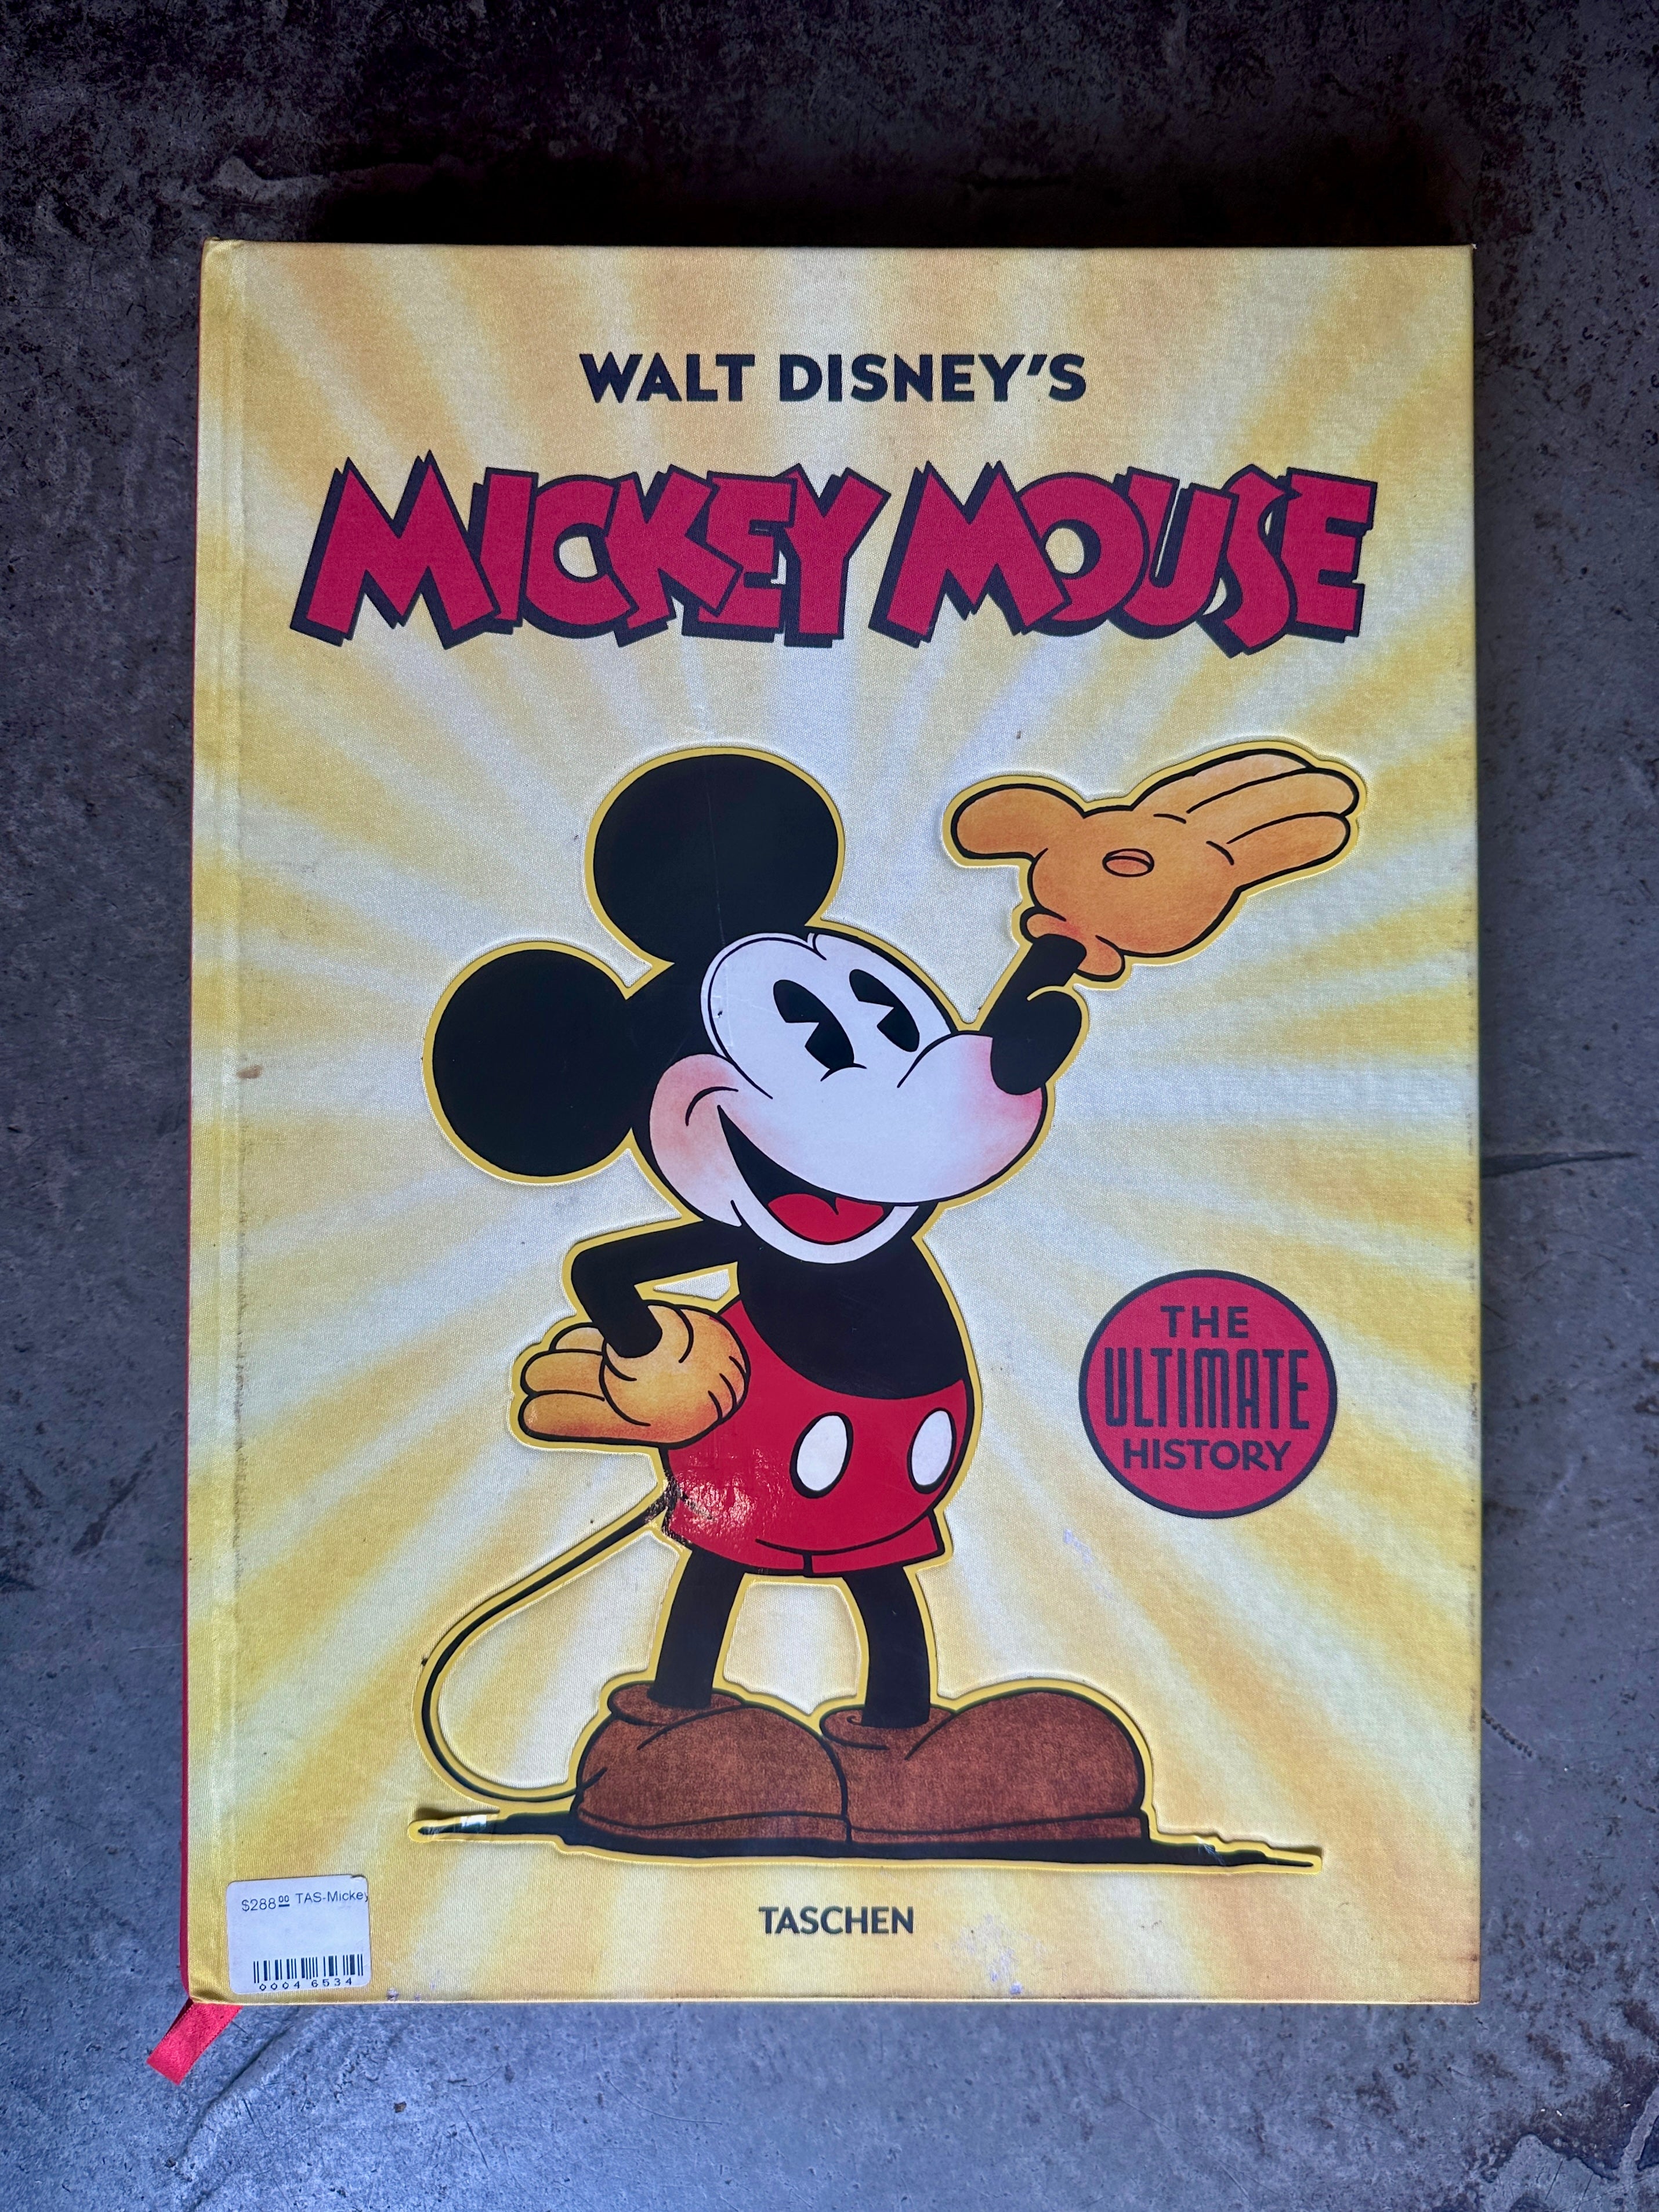 WALT DISNEY'S
MICKEY MOUSE
THE
ULTIMATE
HISTORY
TASCHEN
$288.00 TAS-Mickey
0004 6534